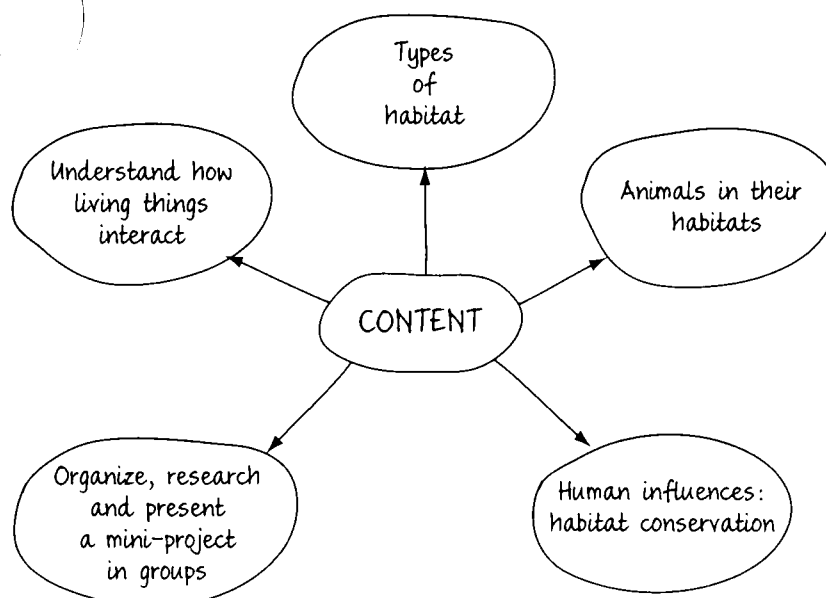 Types
of
habitat
Understand how
living things
interact
Animals in their
habitats
CONTENT
Organize, research
and present
a mini-project
in groups
Human influences:
habitat conservation